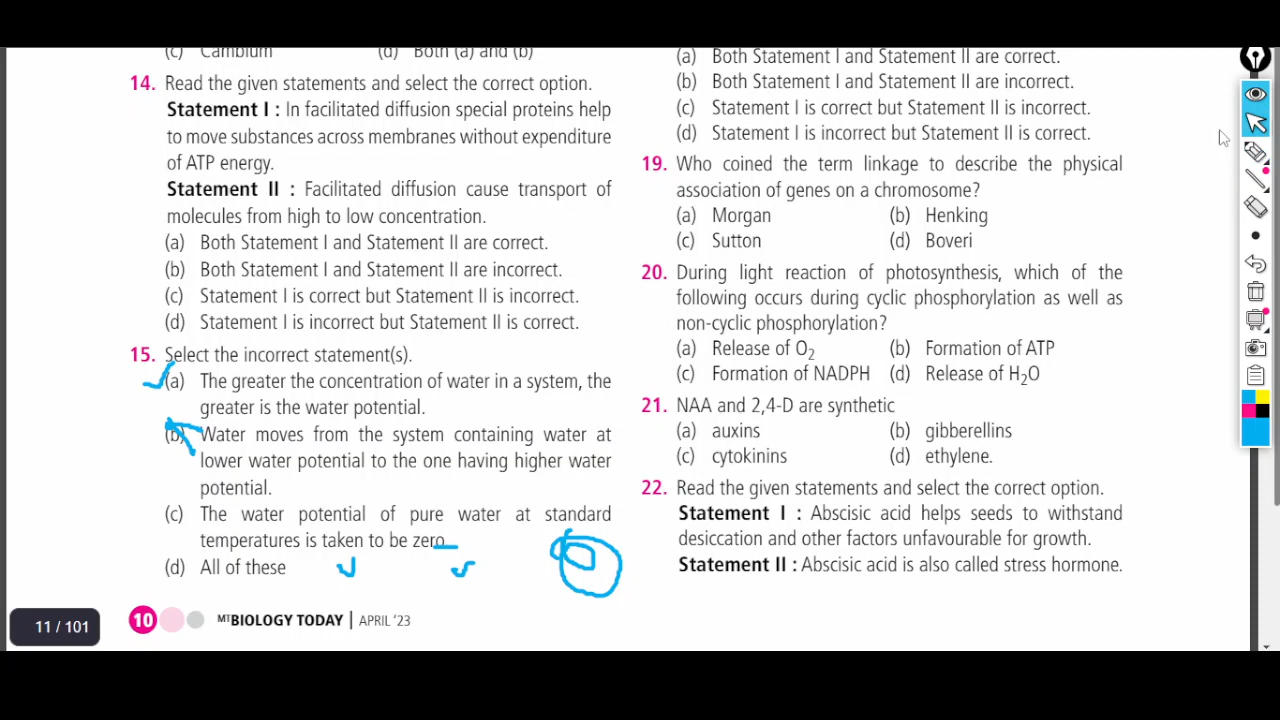 (c) Cambium (d) Both (a) and (b)
14. Read the given statements and select the correct option.
Statement I : In facilitated diffusion special proteins help
to move substances across membranes without expenditure
of ATP energy.
Statement II : Facilitated diffusion cause transport of
molecules from high to low concentration.
(a) Both Statement I and Statement II are correct.
(b) Both Statement I and Statement II are incorrect.
(c) Statement I is correct but Statement II is incorrect.
(d) Statement I is incorrect but Statement II is correct.
15. Select the incorrect statement(s).
(a) The greater the concentration of water in a system, the
greater is the water potential.
(b) Water moves from the system containing water at
lower water potential to the one having higher water
potential.
(c) The water potential of pure water at standard
temperatures is taken to be zero
(d) All of these
11 / 101
10 MTBIOLOGY TODAY | APRIL '23
(a) Both Statement I and Statement II are correct.
(b) Both Statement I and Statement II are incorrect.
(c) Statement I is correct but Statement II is incorrect.
(d) Statement I is incorrect but Statement II is correct.
19. Who coined the term linkage to describe the physical
association of genes on a chromosome?
(a) Morgan (b) Henking
(c) Sutton (d) Boveri
20. During light reaction of photosynthesis, which of the
following occurs during cyclic phosphorylation as well as
non-cyclic phosphorylation?
(a) Release of O2 (b) Formation of ATP
(c) Formation of NADPH (d) Release of H2O
21. NAA and 2,4-D are synthetic
(a) auxins (b) gibberellins
(c) cytokinins (d) ethylene.
22. Read the given statements and select the correct option.
Statement I : Abscisic acid helps seeds to withstand
desiccation and other factors unfavourable for growth.
Statement II : Abscisic acid is also called stress hormone.